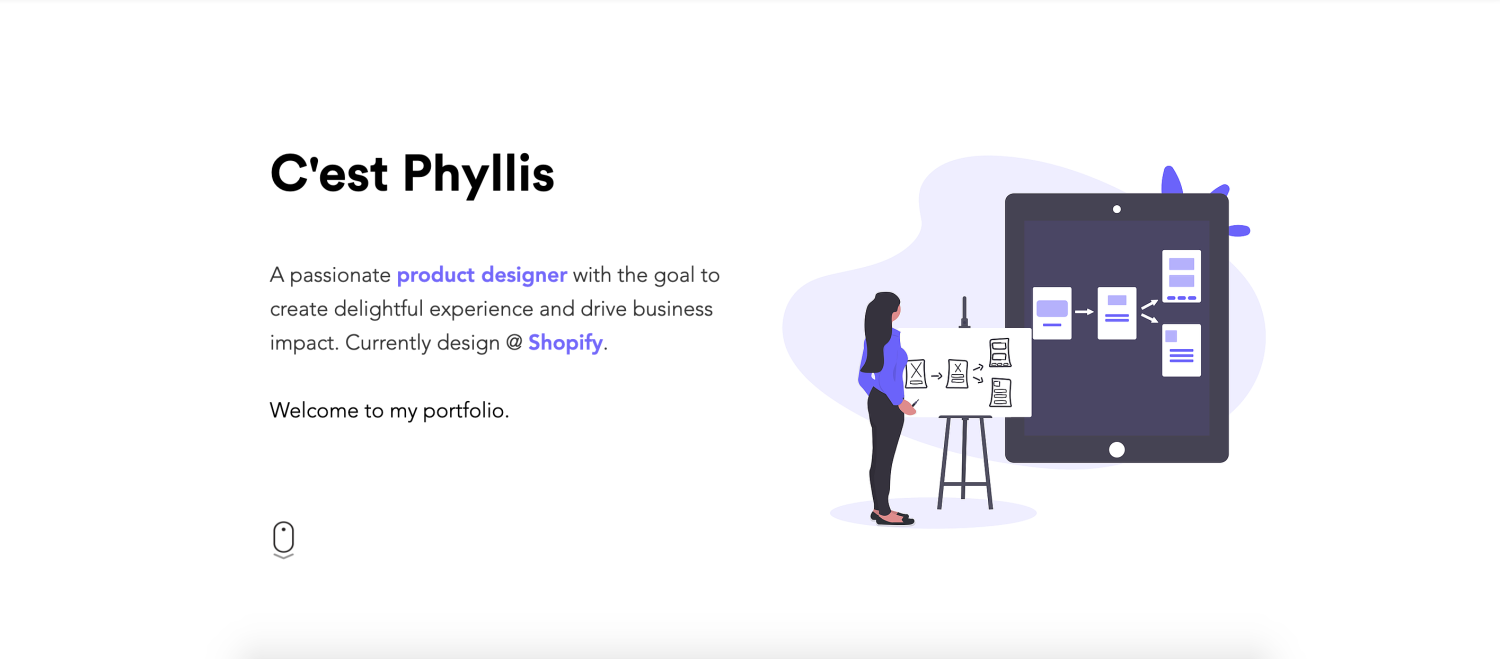 C'est Phyllis
A passionate product designer with the goal to
create delightful experience and drive business
impact. Currently design @ Shopify.
Welcome to my portfolio.